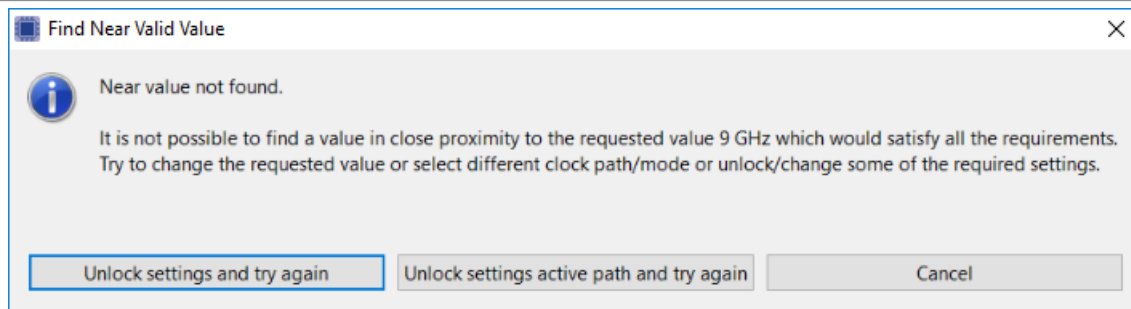 Find Near Valid Value
Near value not found.
It is not possible to find a value in close proximity to the requested value 9 GHz which would satisfy all the requirements.
Try to change the requested value or select different clock path/mode or unlock/change some of the required settings.
Unlock settings and try again
Unlock settings active path and try again
Cancel